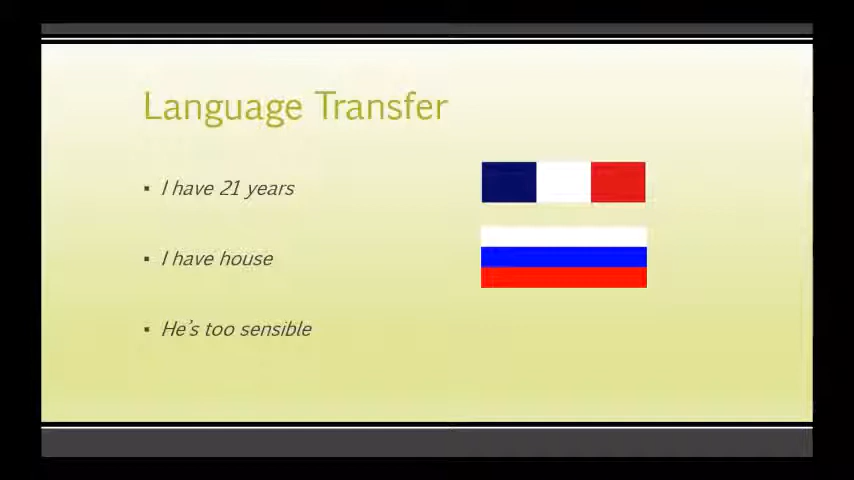 Language Transfer
▪ I have 21 years
▪ I have house
▪ He's too sensible